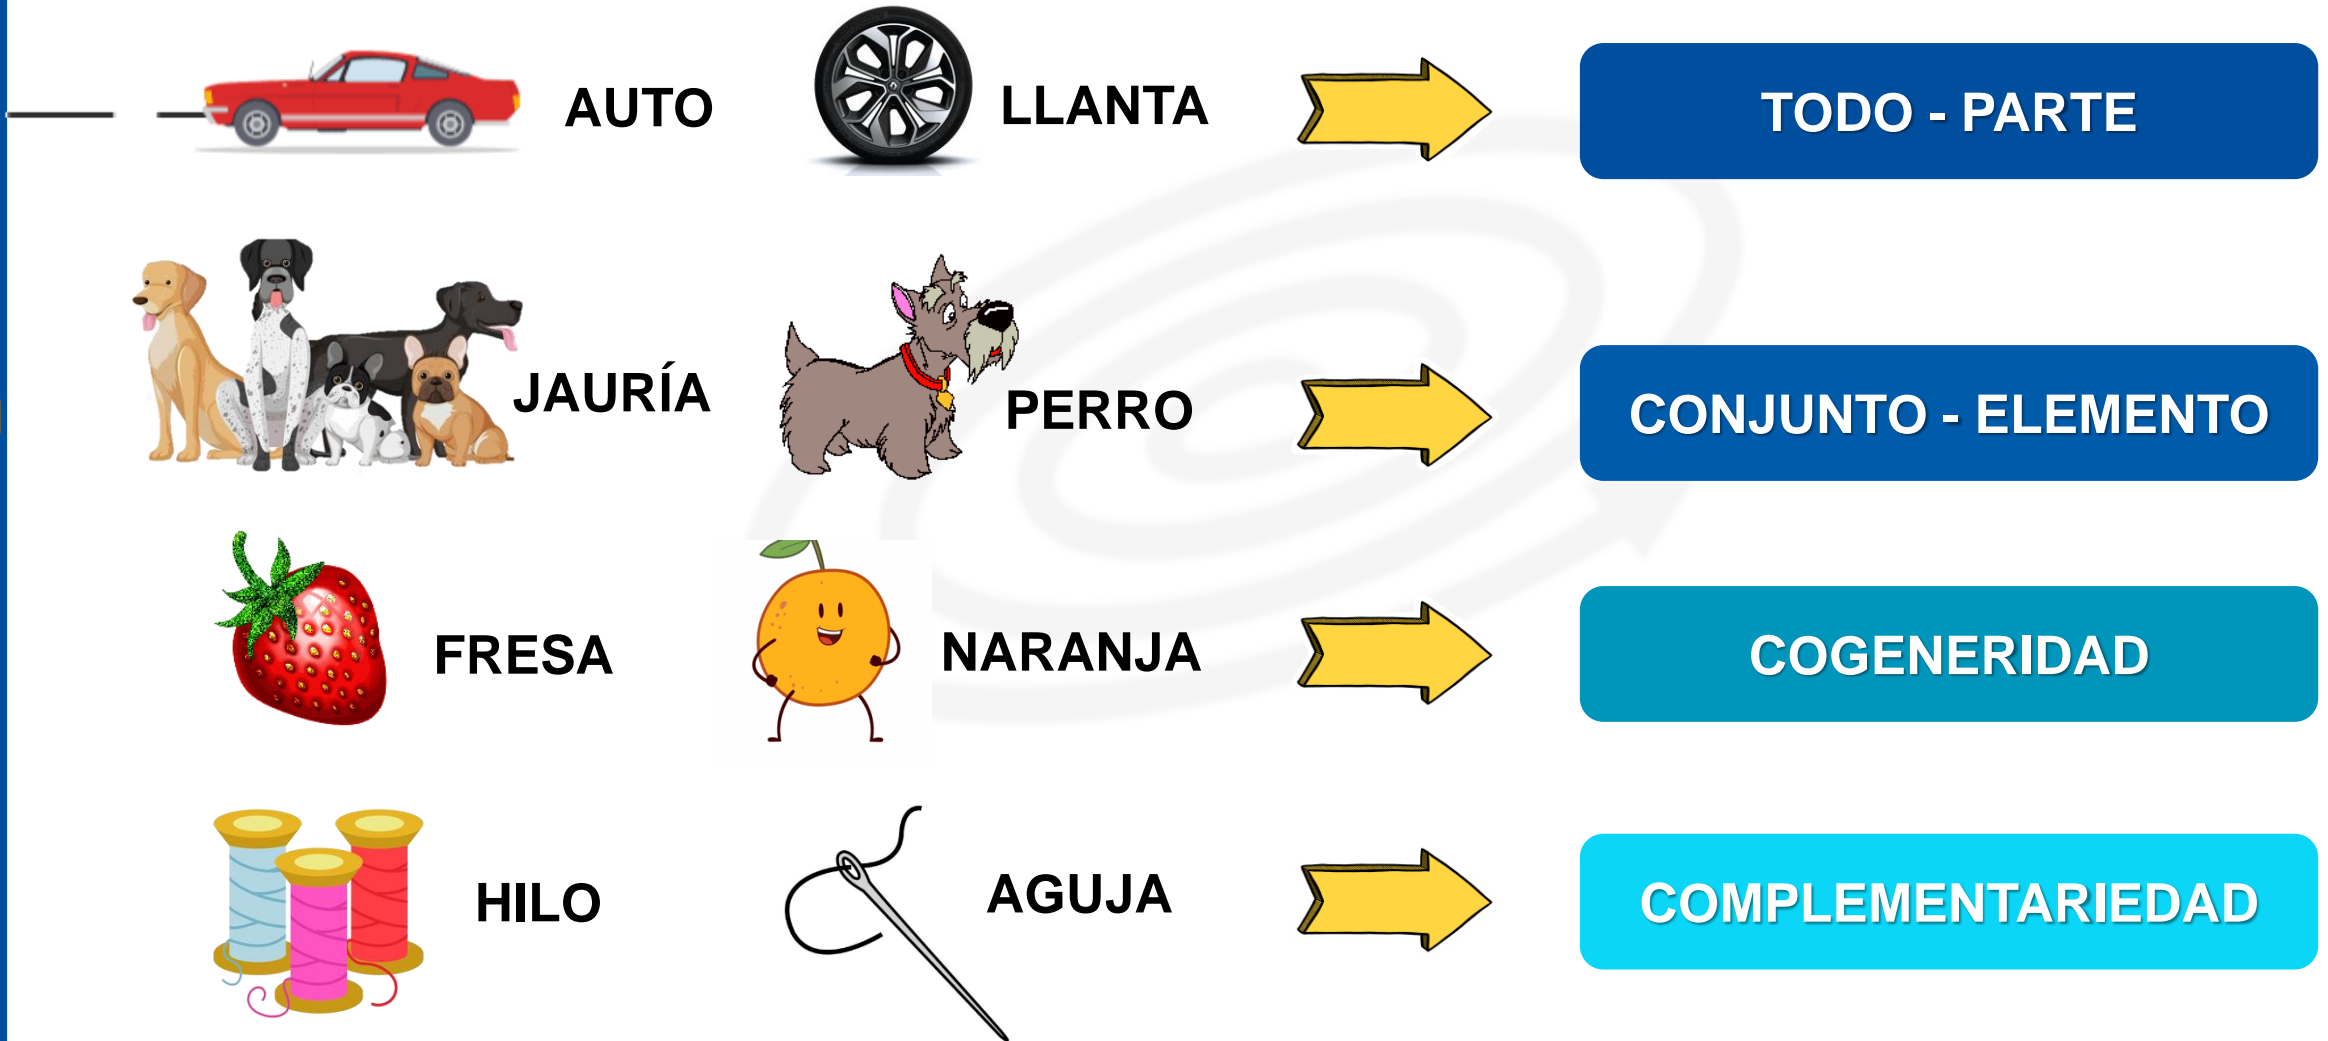 AUTO LLANTA TODO - PARTE
JAURÍA PERRO CONJUNTO - ELEMENTO
FRESA NARANJA COGENERIDAD
HILO AGUJA COMPLEMENTARIEDAD